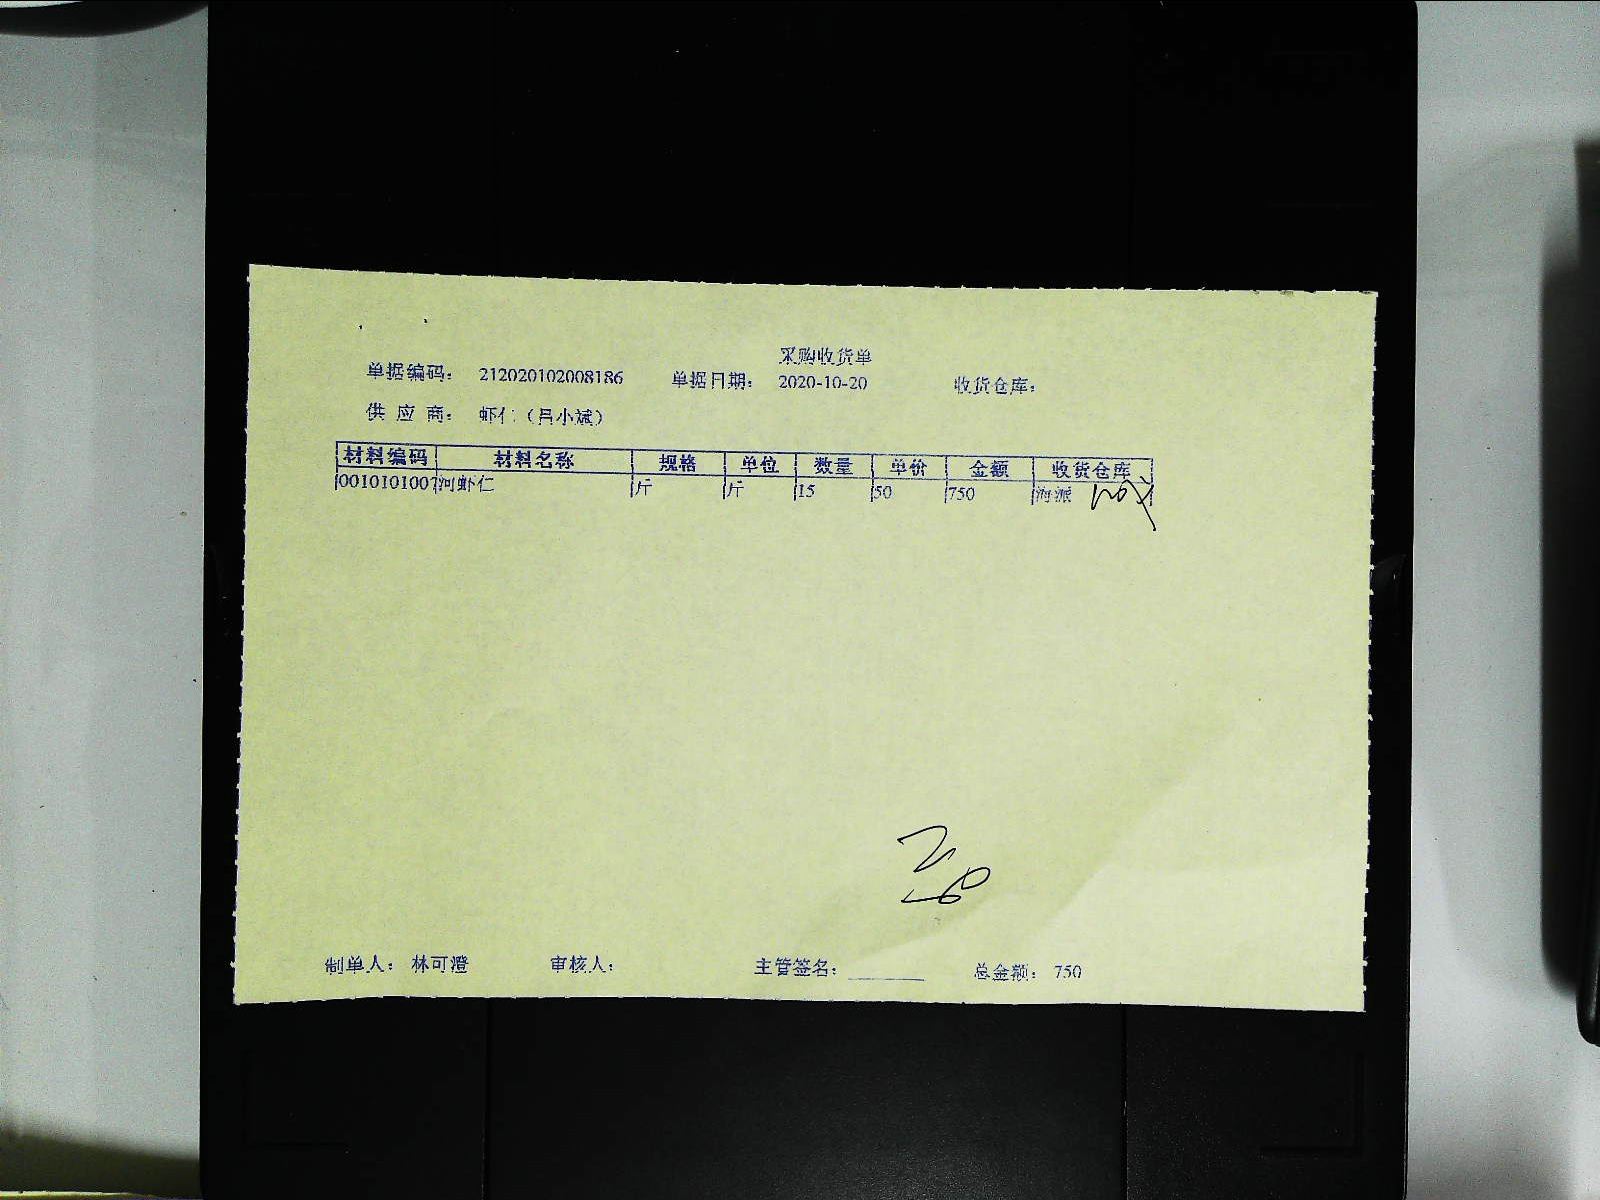 采购收货单
单据编码： 212020102008186 单据日期： 2020-10-20 收货仓库：
供 应 商： 虾仁（吕小斌）
材料编码 材料名称 规格 单位 数量 单价 金额 收货仓库
0010101007 河虾仁 斤 斤 15 50 750 海派
制单人： 林可澄 审核人： 主管签名： 总金额： 750